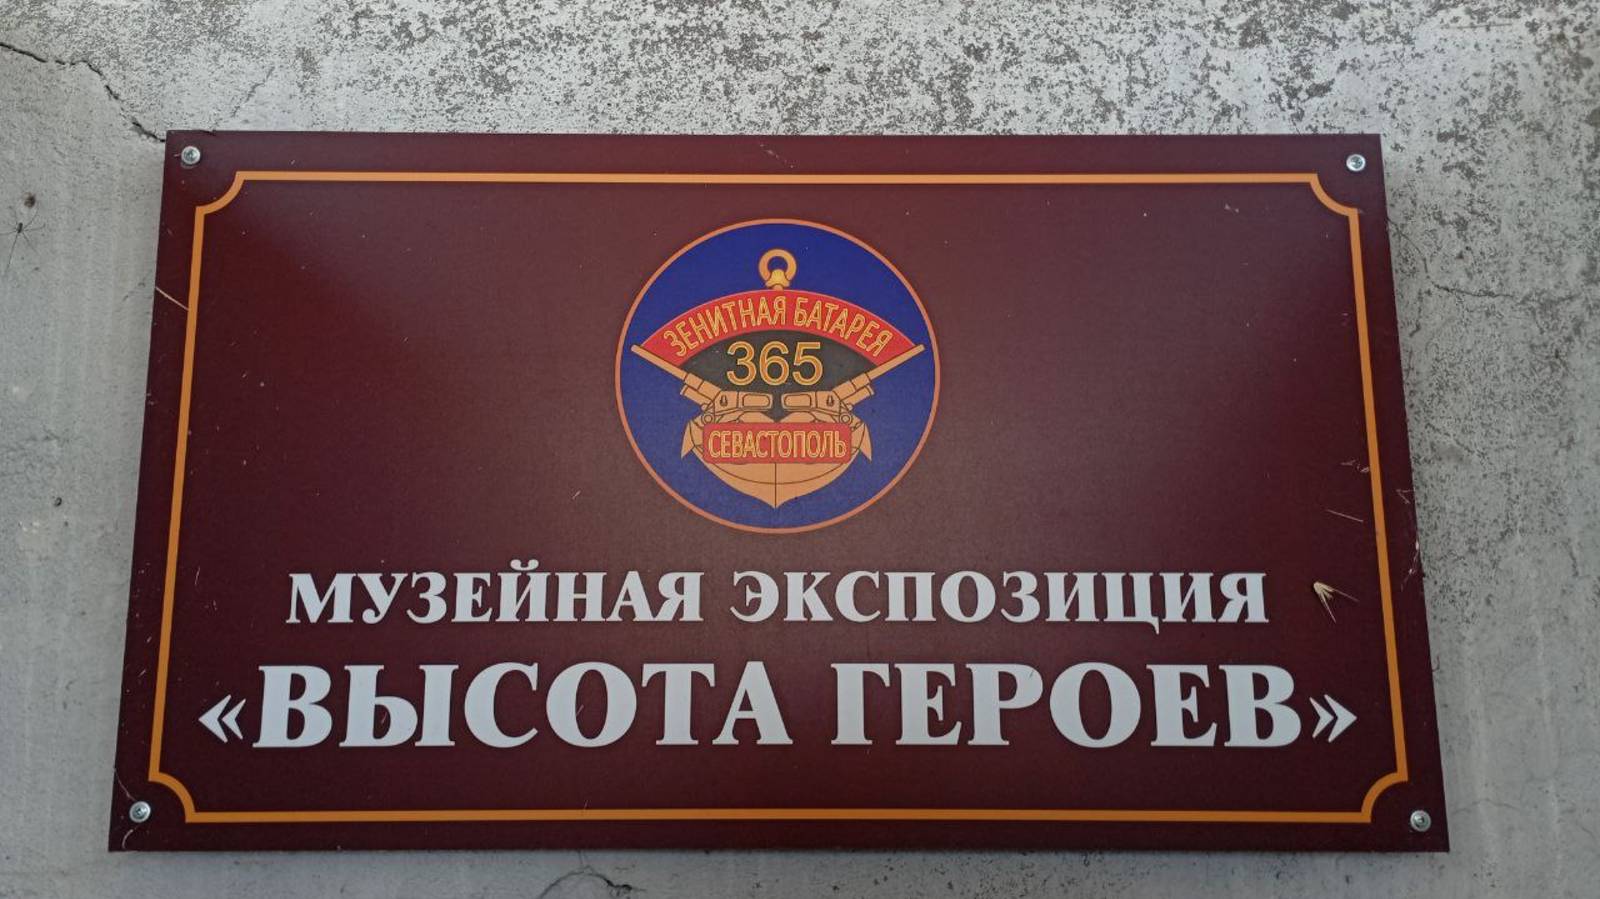 ЗЕНИТНАЯ БАТАРЕЯ
365
СЕВАСТОПОЛЬ
МУЗЕЙНАЯ ЭКСПОЗИЦИЯ
«ВЫСОТА ГЕРОЕВ»